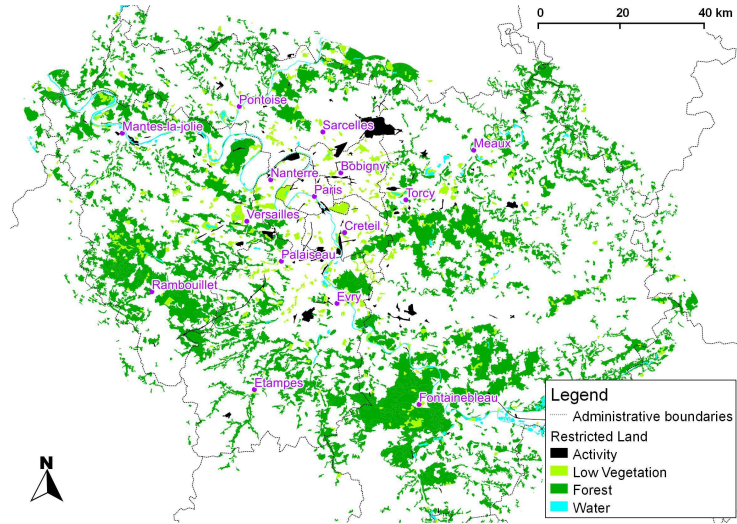 0 20 40 km
Pontoise
Mantes-la-jolie
Sarcelles
Meaux
Bobigny
Nanterre
Paris
Torcy
Versailles
Creteil
Palaiseau
Rambouillet
Evry
Etampes
Fontainebleau
Legend
Administrative boundaries
Restricted Land
Activity
Low Vegetation
Forest
Water
N